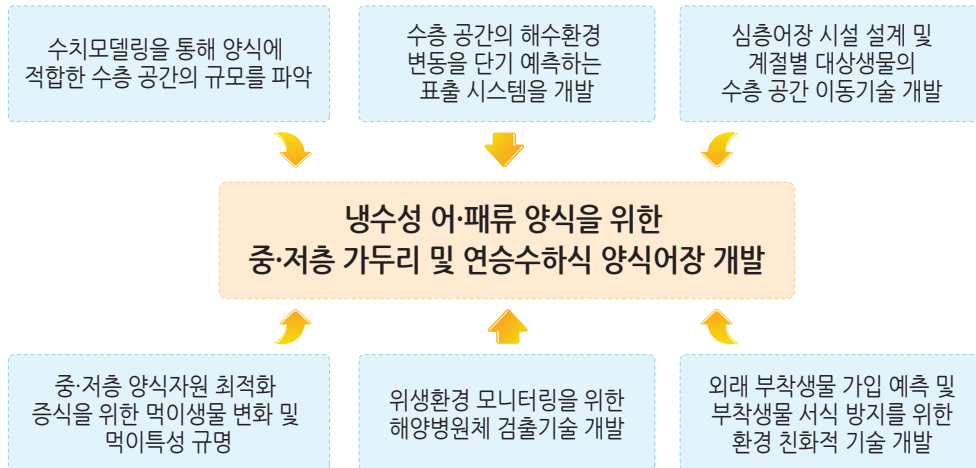 수치모델링을 통해 양식에
적합한 수층 공간의 규모를 파악
수층 공간의 해수환경
변동을 단기 예측하는
표출 시스템을 개발
심층어장 시설 설계 및
계절별 대상생물의
수층 공간 이동기술 개발
냉수성 어·패류 양식을 위한
중·저층 가두리 및 연승수하식 양식어장 개발
중·저층 양식자원 최적화
증식을 위한 먹이생물 변화 및
먹이특성 규명
위생환경 모니터링을 위한
해양병원체 검출기술 개발
외래 부착생물 가입 예측 및
부착생물 서식 방지를 위한
환경 친화적 기술 개발